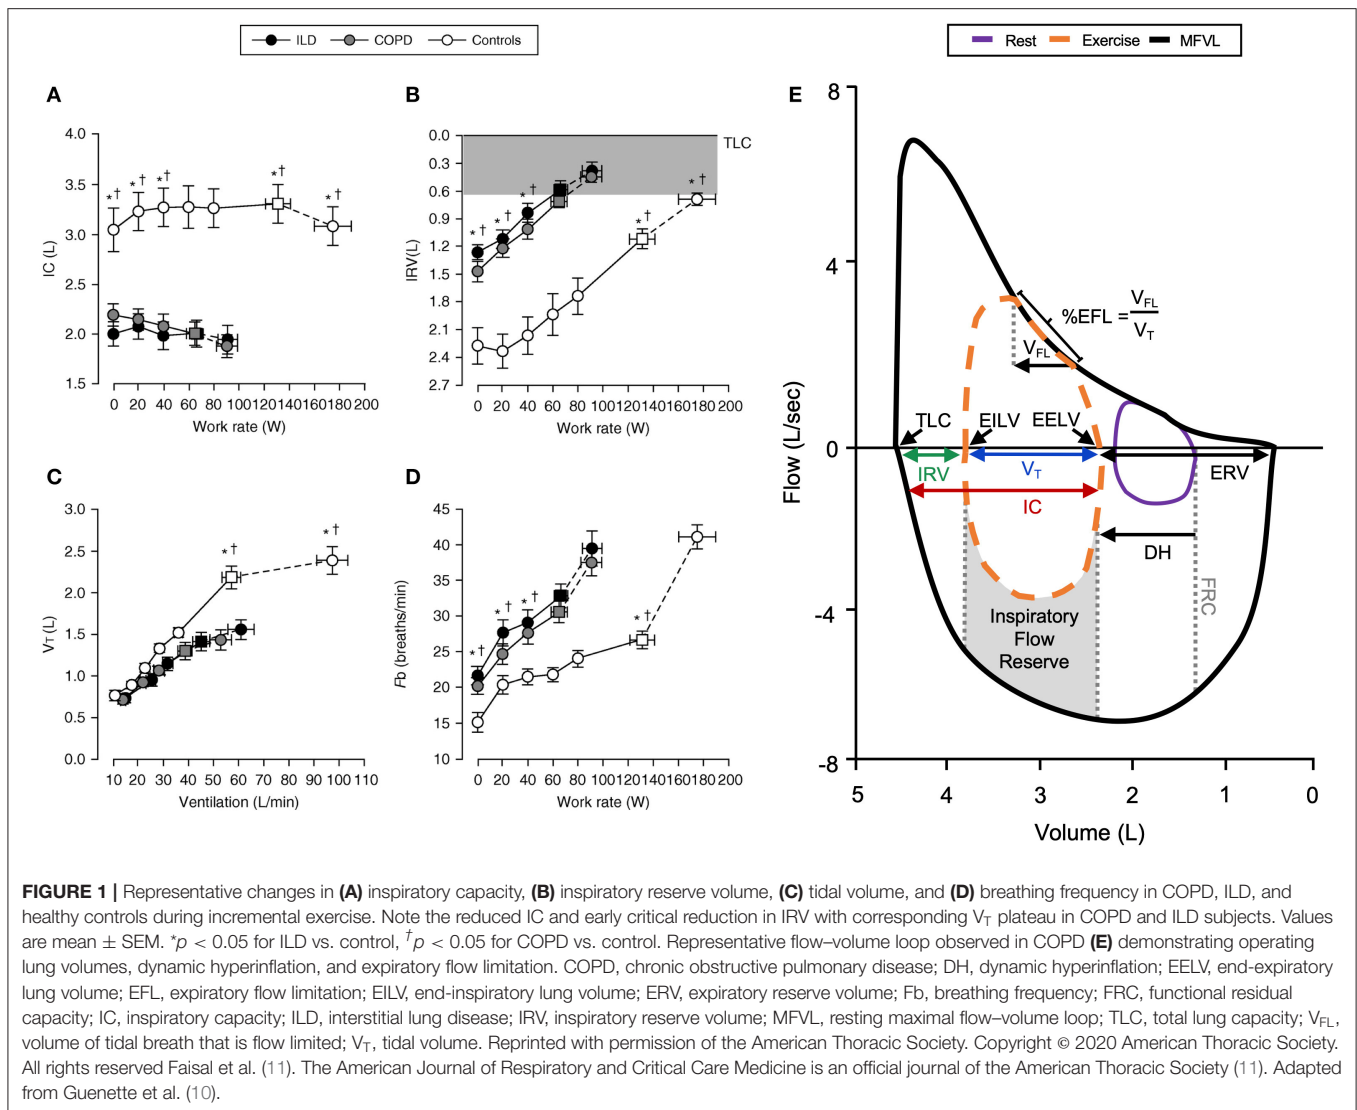 ILD COPD Controls
Rest Exercise MFVL
A
4.0
3.5
3.0
2.5
2.0
1.5
IC (L)
*† *† *† *† *†
0 20 40 60 80 100 120 140 160 180 200
Work rate (W)
B
0.0
0.3
0.6
0.9
1.2
1.5
1.8
2.1
2.4
2.7
IRV(L)
TLC
*† *† *† *† *†
0 20 40 60 80 100 120 140 160 180 200
Work rate (W)
C
3.0
2.5
2.0
1.5
1.0
0.5
0.0
VT (L)
*† *†
10 20 30 40 50 60 70 80 90 100 110
Ventilation (L/min)
D
45
40
35
30
25
20
15
10
Fb (breaths/min)
*† *† *† *†
0 20 40 60 80 100 120 140 160 180 200
Work rate (W)
E
8
4
0
-4
-8
Flow (L/sec)
%EFL = VFL
VT
VFL
TLC EILV EELV
IRV VT ERV
IC
DH
FRC
Inspiratory
Flow
Reserve
5 4 3 2 1 0
Volume (L)
FIGURE 1 | Representative changes in (A) inspiratory capacity, (B) inspiratory reserve volume, (C) tidal volume, and (D) breathing frequency in COPD, ILD, and
healthy controls during incremental exercise. Note the reduced IC and early critical reduction in IRV with corresponding VT plateau in COPD and ILD subjects. Values
are mean ± SEM. *p < 0.05 for ILD vs. control, †p < 0.05 for COPD vs. control. Representative flow–volume loop observed in COPD (E) demonstrating operating
lung volumes, dynamic hyperinflation, and expiratory flow limitation. COPD, chronic obstructive pulmonary disease; DH, dynamic hyperinflation; EELV, end-expiratory
lung volume; EFL, expiratory flow limitation; EILV, end-inspiratory lung volume; ERV, expiratory reserve volume; Fb, breathing frequency; FRC, functional residual
capacity; IC, inspiratory capacity; ILD, interstitial lung disease; IRV, inspiratory reserve volume; MFVL, resting maximal flow–volume loop; TLC, total lung capacity; VFL,
volume of tidal breath that is flow limited; VT, tidal volume. Reprinted with permission of the American Thoracic Society. Copyright © 2020 American Thoracic Society.
All rights reserved Faisal et al. (11). The American Journal of Respiratory and Critical Care Medicine is an official journal of the American Thoracic Society (11). Adapted
from Guenette et al. (10).